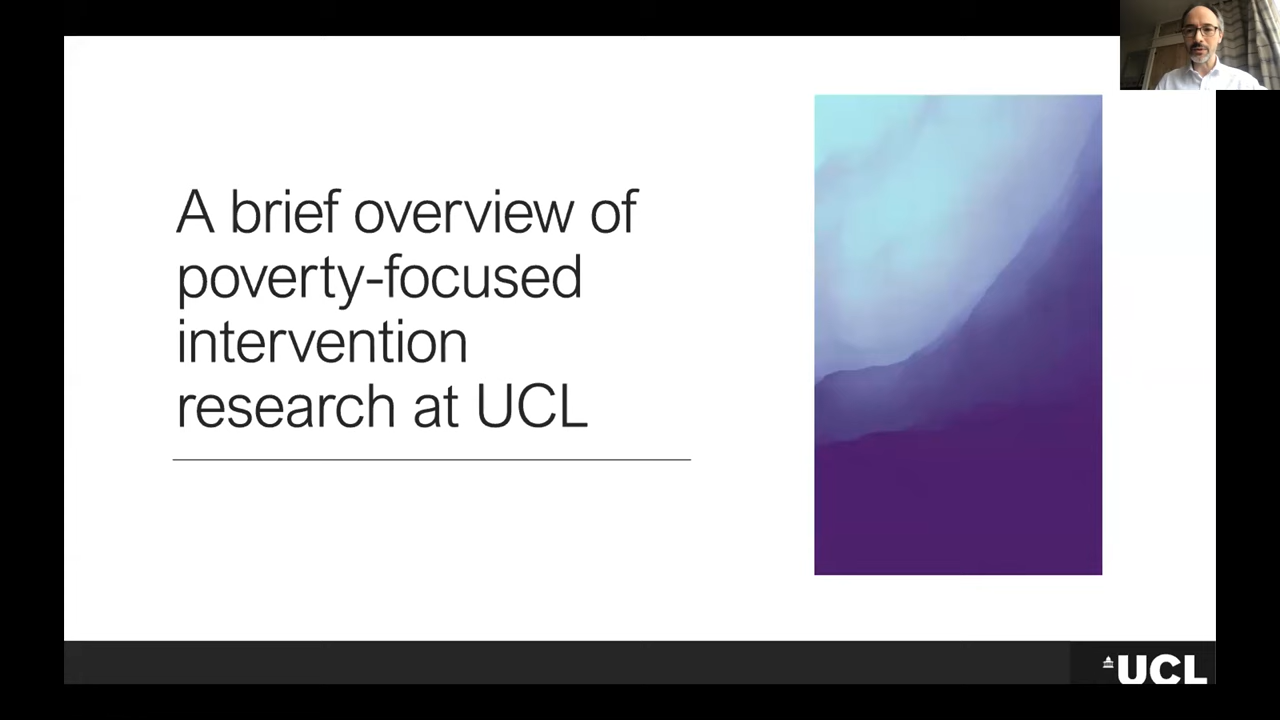 A brief overview of
poverty-focused
intervention
research at UCL
UCL